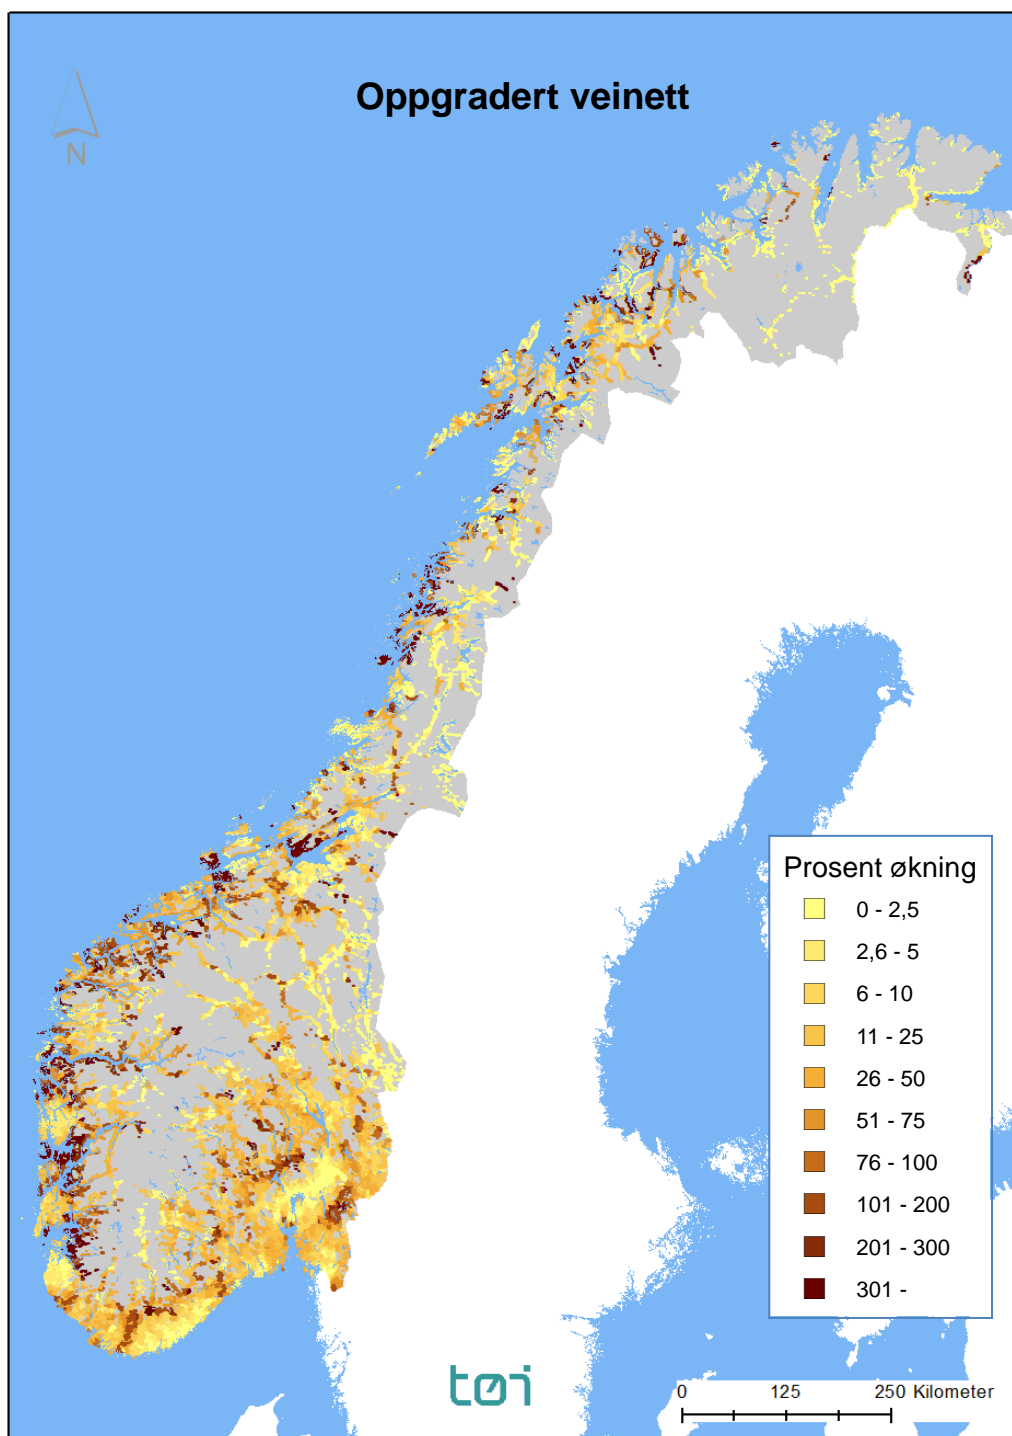 Oppgradert veinett
N
Prosent økning
0 - 2,5
2,6 - 5
6 - 10
11 - 25
26 - 50
51 - 75
76 - 100
101 - 200
201 - 300
301 -
tøi
0 125 250 Kilometer